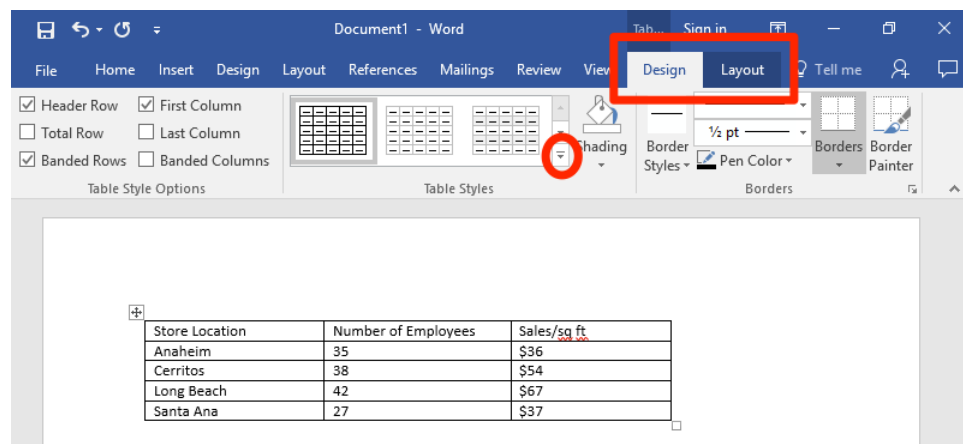 Document1 - Word Tab... Sign in
File Home Insert Design Layout References Mailings Review View Design Layout Tell me
Header Row First Column
Total Row Last Column
Banded Rows Banded Columns
Table Style Options
Table Styles
Shading
Border Styles
½ pt
Pen Color
Borders
Border Painter
Borders
Store Location Number of Employees Sales/sq ft
Anaheim 35 $36
Cerritos 38 $54
Long Beach 42 $67
Santa Ana 27 $37